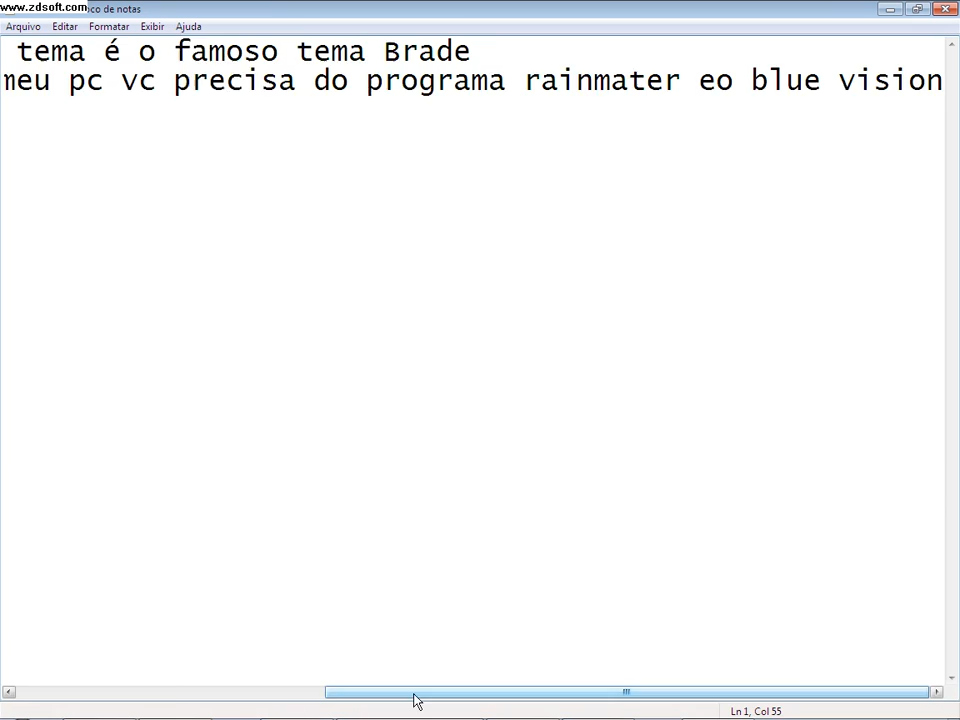 www.zdsoft.com oco de notas
Arquivo Editar Formatar Exibir Ajuda
tema é o famoso tema Brade
meu pc vc precisa do programa rainmater eo blue vision
Ln 1, Col 55